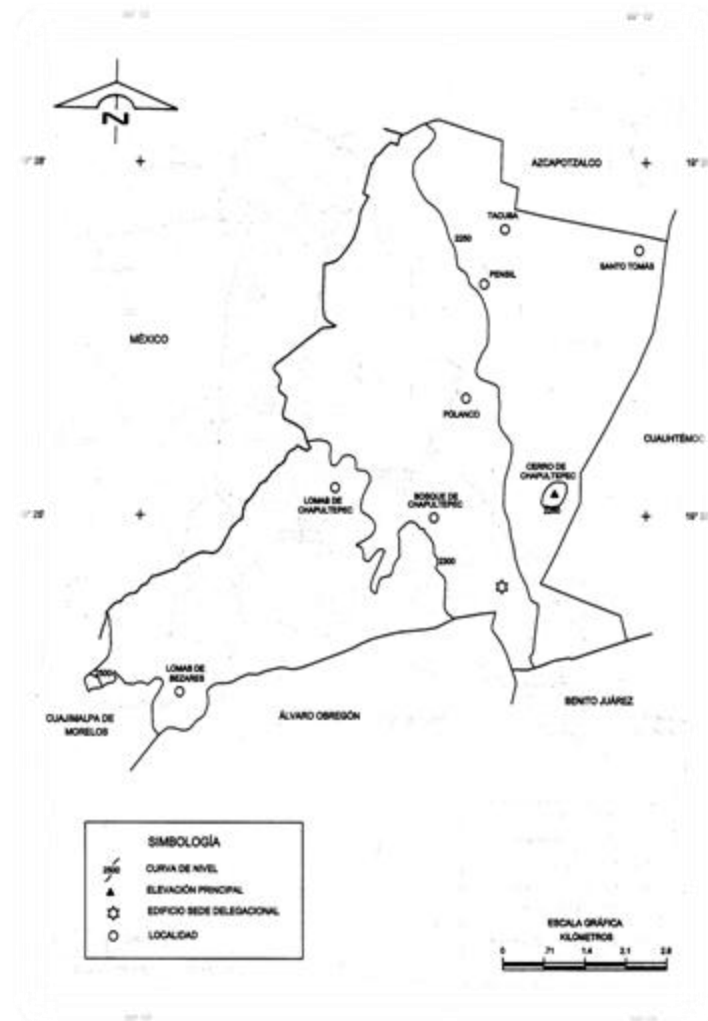 N
AZCAPOTZALCO
TACUBA
2250
SANTO TOMÁS
PENSIL
MÉXICO
POLANCO
CUAUHTÉMOC
CERRO DE
CHAPULTEPEC
LOMAS DE
CHAPULTEPEC
BOSQUE DE
CHAPULTEPEC
2300
LOMAS DE
BEZARES
CUAJIMALPA DE
MORELOS
ÁLVARO OBREGÓN
BENITO JUÁREZ
SIMBOLOGÍA
2500 CURVA DE NIVEL
ELEVACIÓN PRINCIPAL
EDIFICIO SEDE DELEGACIONAL
LOCALIDAD
ESCALA GRÁFICA
KILÓMETROS
0 .71 1.4 2.1 2.8